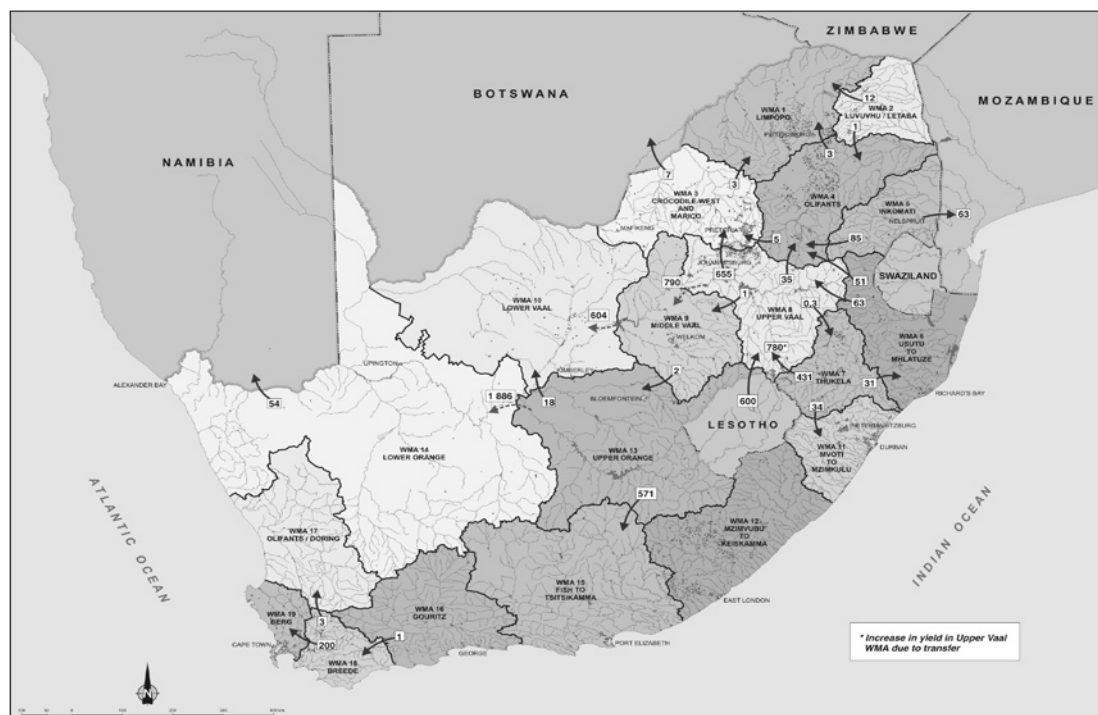 ZIMBABWE
BOTSWANA
MOZAMBIQUE
NAMIBIA
WMA 1
LIMPOPO
12
WMA 2
LUVUVHU / LETABA
1
3
7
3
WMA 3
CROCODILE-WEST
AND
MARICO
WMA 4
OLIFANTS
WMA 5
INKOMATI
NELSPRUIT
63
MAFIKENG
PRETORIA
5
85
JOHANNESBURG
655
35
51
SWAZILAND
790
1
0,3
63
WMA 10
LOWER VAAL
604
WMA 9
MIDDLE VAAL
WELKOM
WMA 8
UPPER VAAL
WMA 6
USUTU
TO
MHLATUZE
780*
UPINGTON
KIMBERLEY
2
431
WMA 7
THUKELA
31
ALEXANDER BAY
54
1 886
18
BLOEMFONTEIN
600
34
RICHARD'S BAY
LESOTHO
PIETERMARITZBURG
DURBAN
WMA 14
LOWER ORANGE
WMA 13
UPPER ORANGE
WMA 11
MVOTI
TO
MZIMKULU
571
ATLANTIC OCEAN
INDIAN OCEAN
WMA 17
OLIFANTS / DORING
WMA 12
MZIMVUBU
TO
KEISKAMMA
WMA 15
FISH TO
TSITSIKAMMA
WMA 16
GOURITZ
EAST LONDON
WMA 19
BERG
3
1
CAPE TOWN
200
WMA 18
BREEDE
GEORGE
PORT ELIZABETH
* Increase in yield in Upper Vaal
WMA due to transfer
N